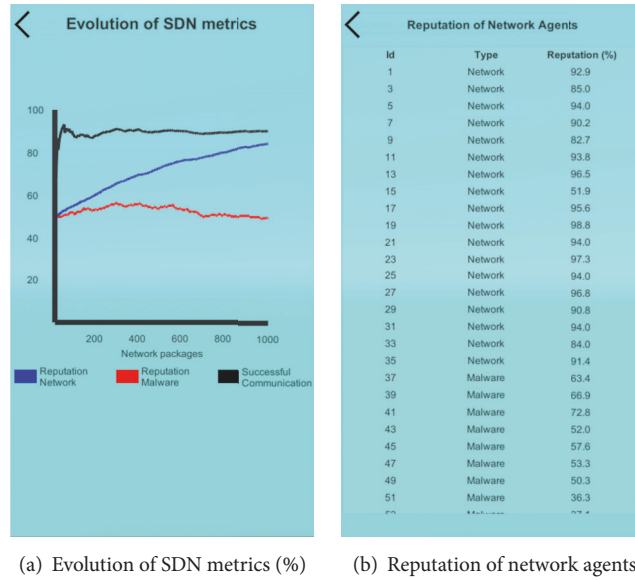 Evolution of SDN metrics
100
80
60
40
20
200 400 600 800 1000
Network packages
Reputation Network
Reputation Malware
Successful Communication
(a) Evolution of SDN metrics (%)
Reputation of Network Agents
Id Type Reputation (%)
1 Network 92.9
3 Network 85.0
5 Network 94.0
7 Network 90.2
9 Network 82.7
11 Network 93.8
13 Network 96.5
15 Network 51.9
17 Network 95.6
19 Network 98.8
21 Network 94.0
23 Network 97.3
25 Network 94.0
27 Network 96.8
29 Network 90.8
31 Network 94.0
33 Network 84.0
35 Network 91.4
37 Malware 63.4
39 Malware 66.9
41 Malware 72.8
43 Malware 52.0
45 Malware 57.6
47 Malware 53.3
49 Malware 50.3
51 Malware 36.3
(b) Reputation of network agents